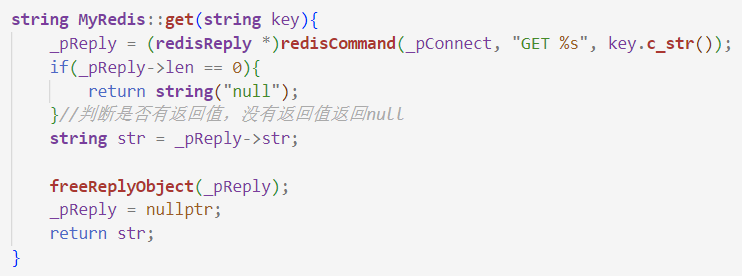 string MyRedis::get(string key){
    _pReply = (redisReply *)redisCommand(_pConnect, "GET %s", key.c_str());
    if(_pReply->len == 0){
        return string("null");
    }//判断是否有返回值，没有返回值返回null
    string str = _pReply->str;

    freeReplyObject(_pReply);
    _pReply = nullptr;
    return str;
}